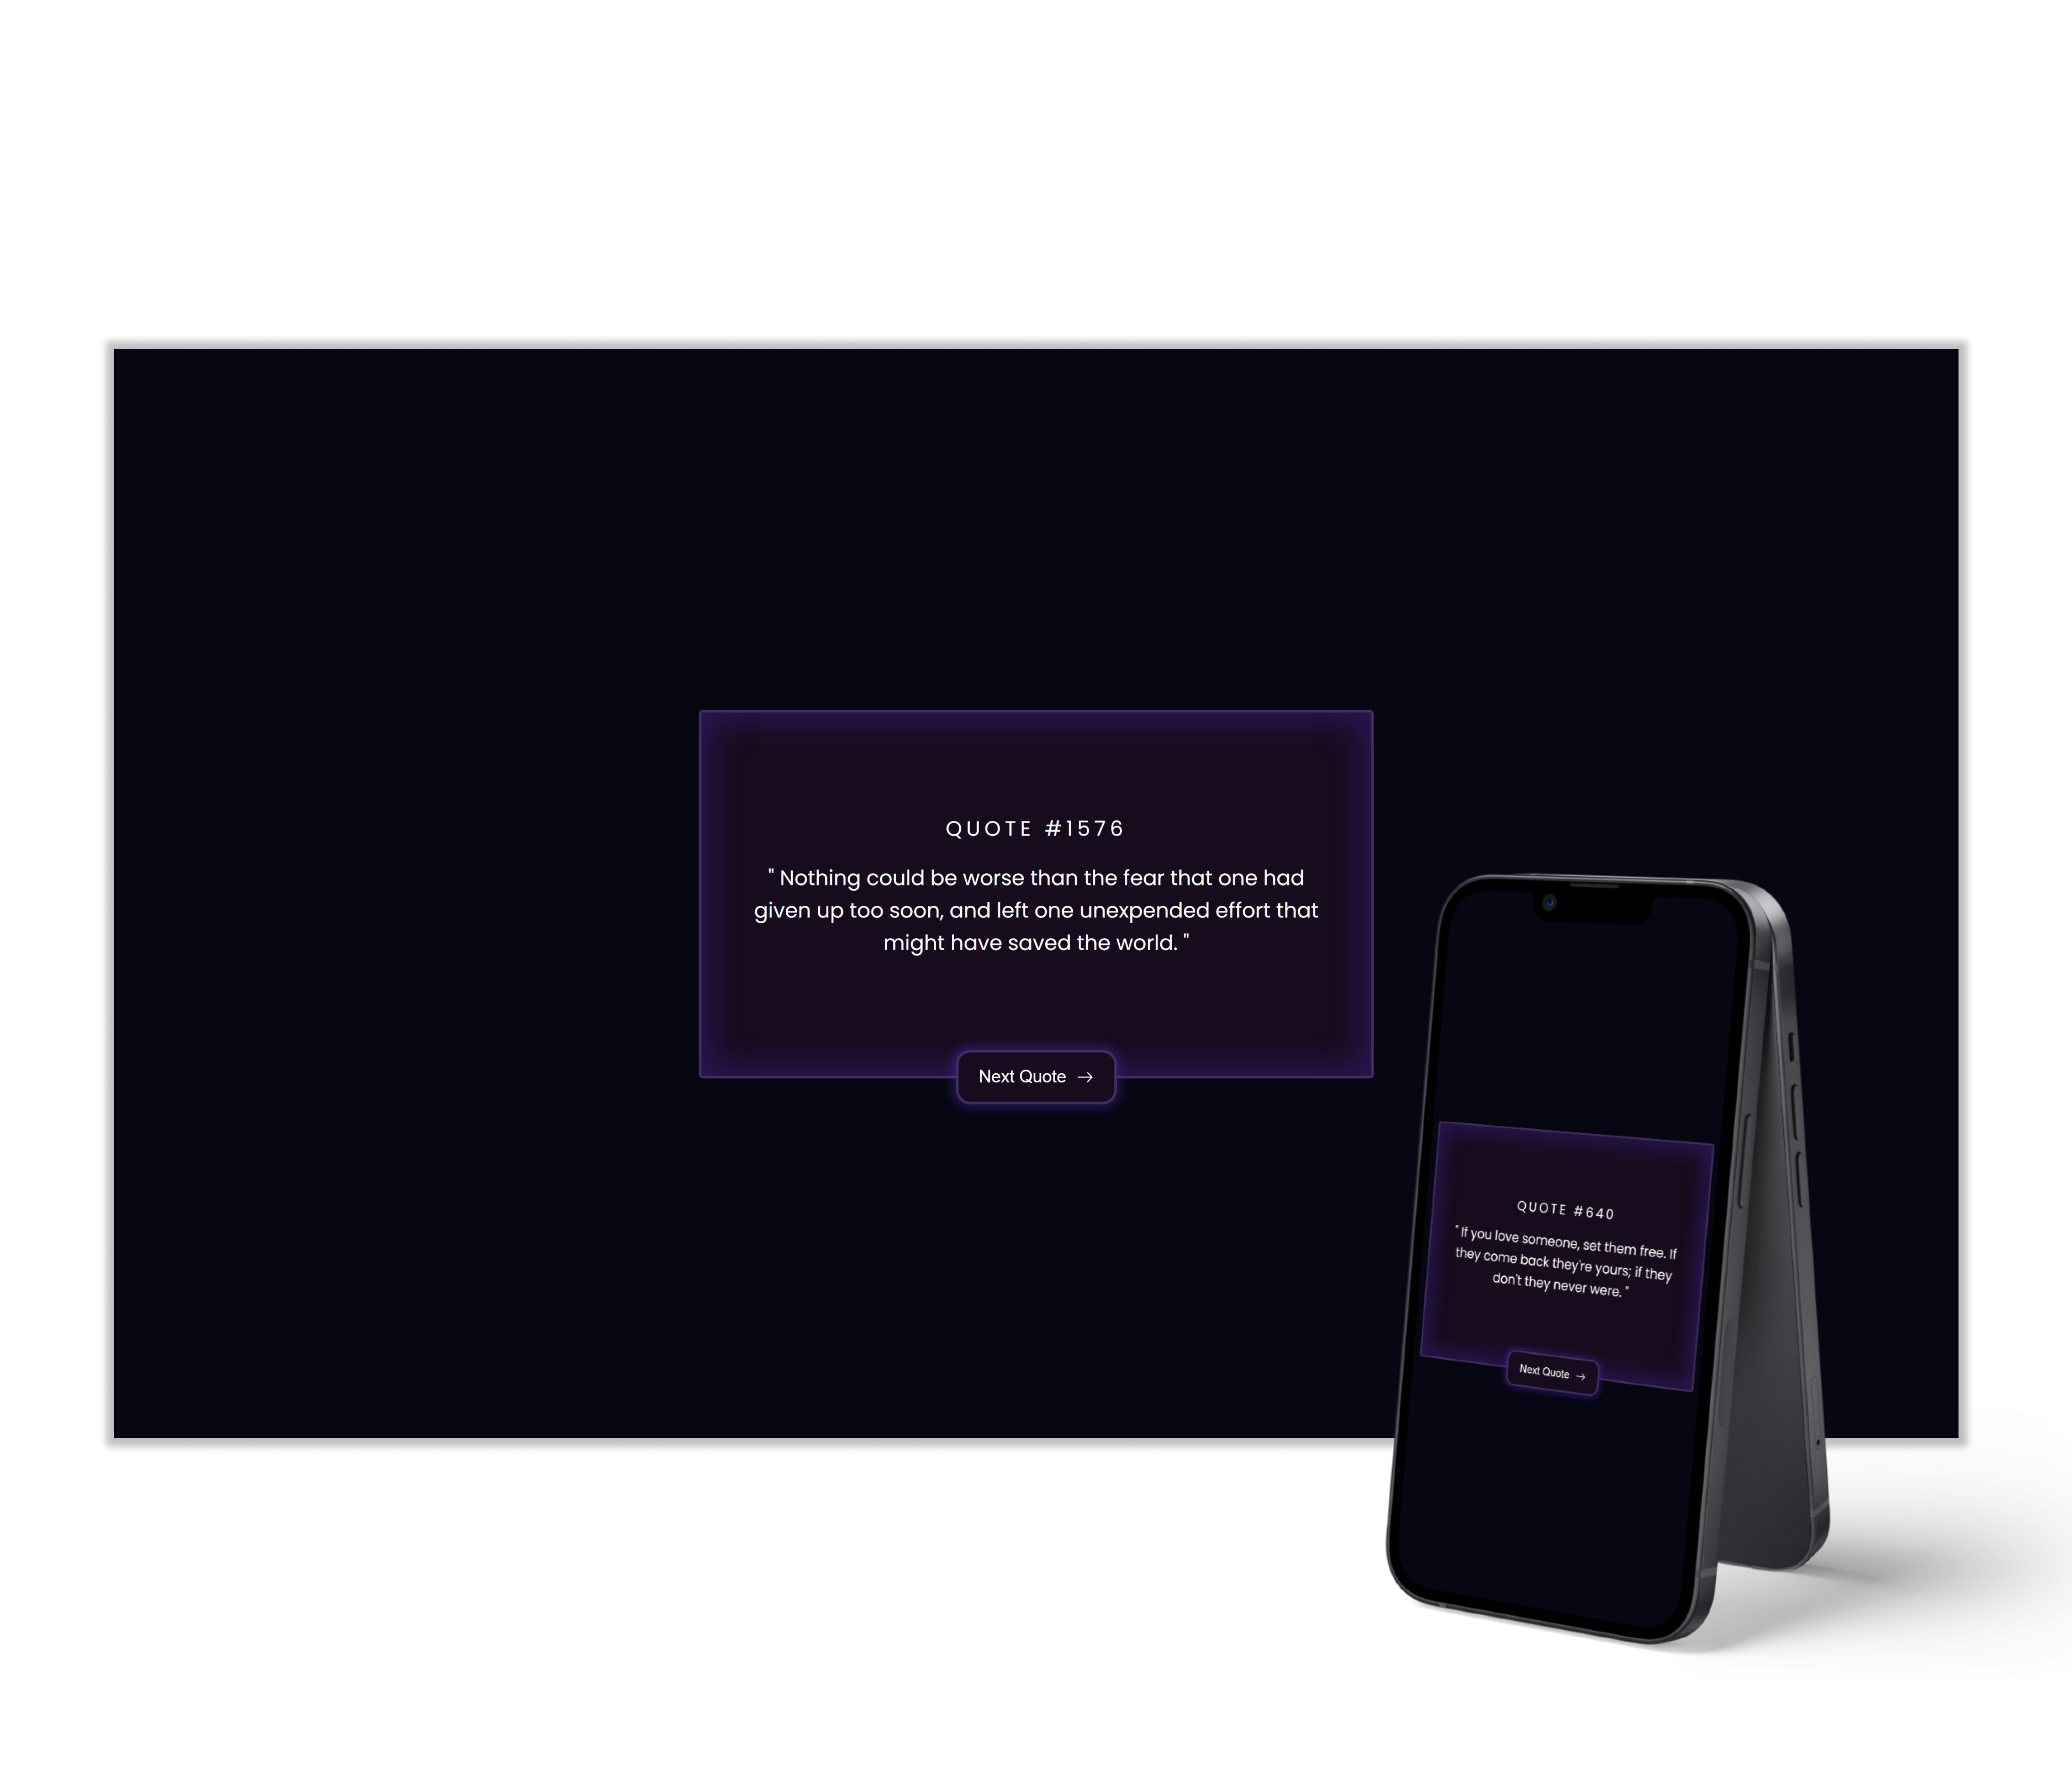 QUOTE #1576
" Nothing could be worse than the fear that one had
given up too soon, and left one unexpended effort that
might have saved the world. "
Next Quote →
QUOTE #640
" If you love someone, set them free. If
they come back they're yours; if they
don't they never were. "
Next Quote →